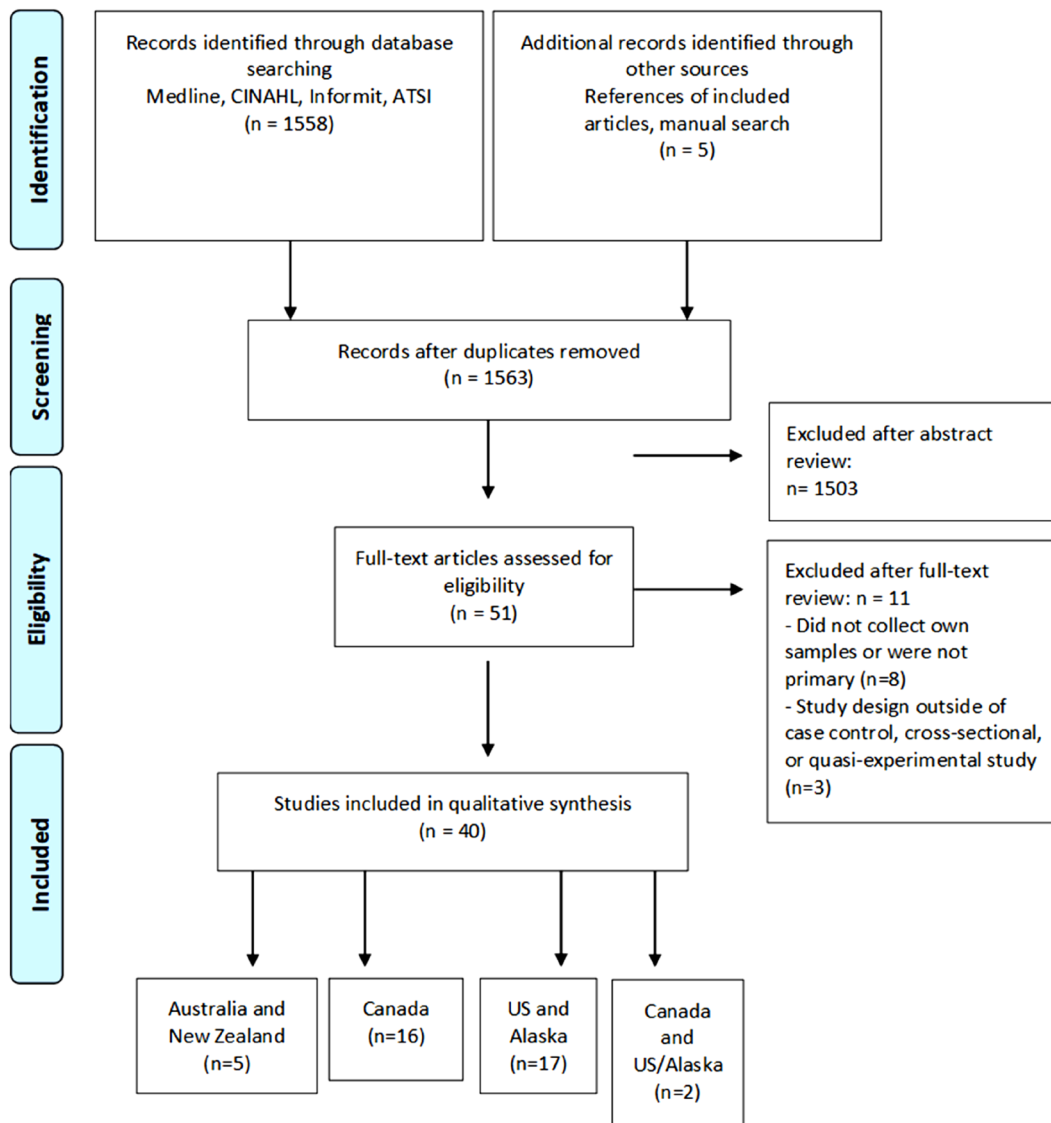 Identification
Records identified through database
searching
Medline, CINAHL, Informit, ATSI
(n = 1558)
Additional records identified through
other sources
References of included
articles, manual search
(n = 5)
Screening
Records after duplicates removed
(n = 1563)
Excluded after abstract
review:
n= 1503
Eligibility
Full-text articles assessed for
eligibility
(n = 51)
Excluded after full-text
review: n = 11
- Did not collect own
samples or were not
primary (n=8)
- Study design outside of
case control, cross-sectional,
or quasi-experimental study
(n=3)
Included
Studies included in qualitative synthesis
(n = 40)
Australia and
New Zealand
(n=5)
Canada
(n=16)
US and
Alaska
(n=17)
Canada
and
US/Alaska
(n=2)